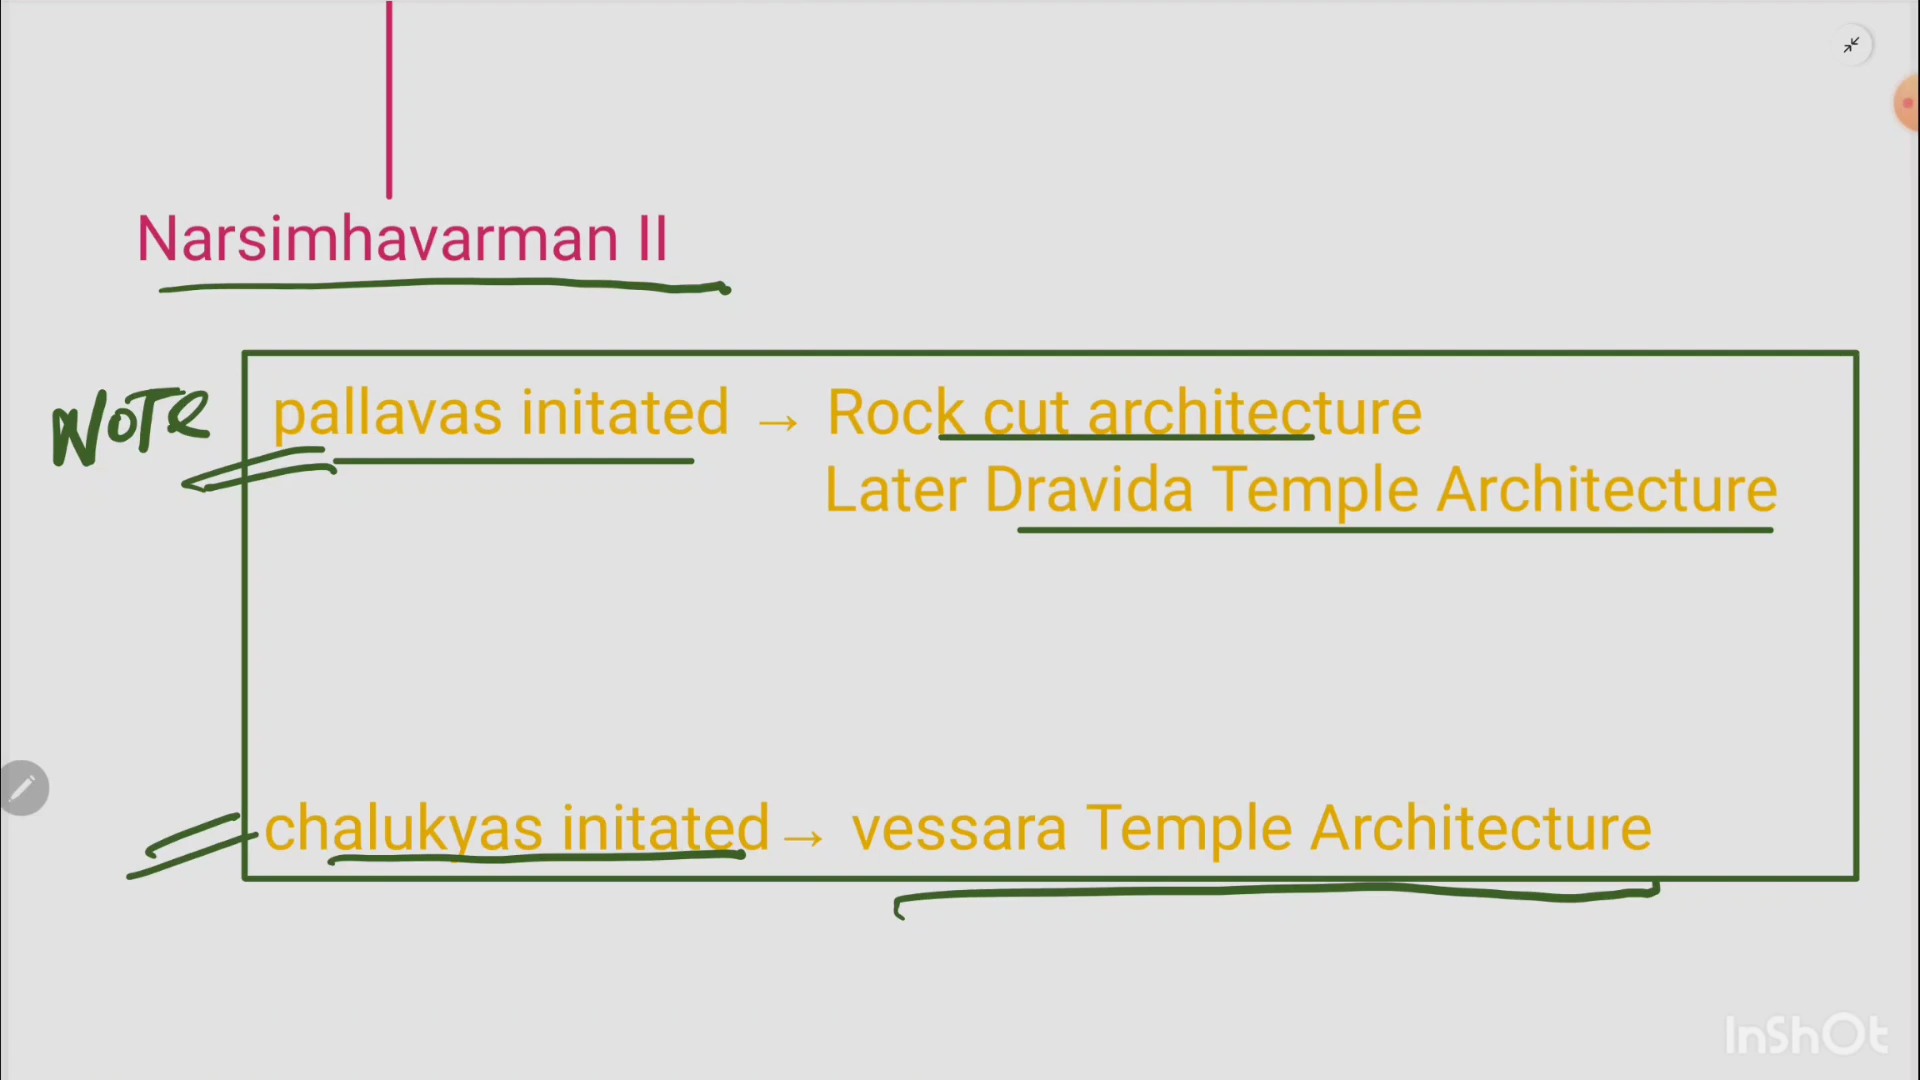 Narsimhavarman II
NOTE
pallavas initated → Rock cut architecture
Later Dravida Temple Architecture
chalukyas initated → vessara Temple Architecture
InShOt